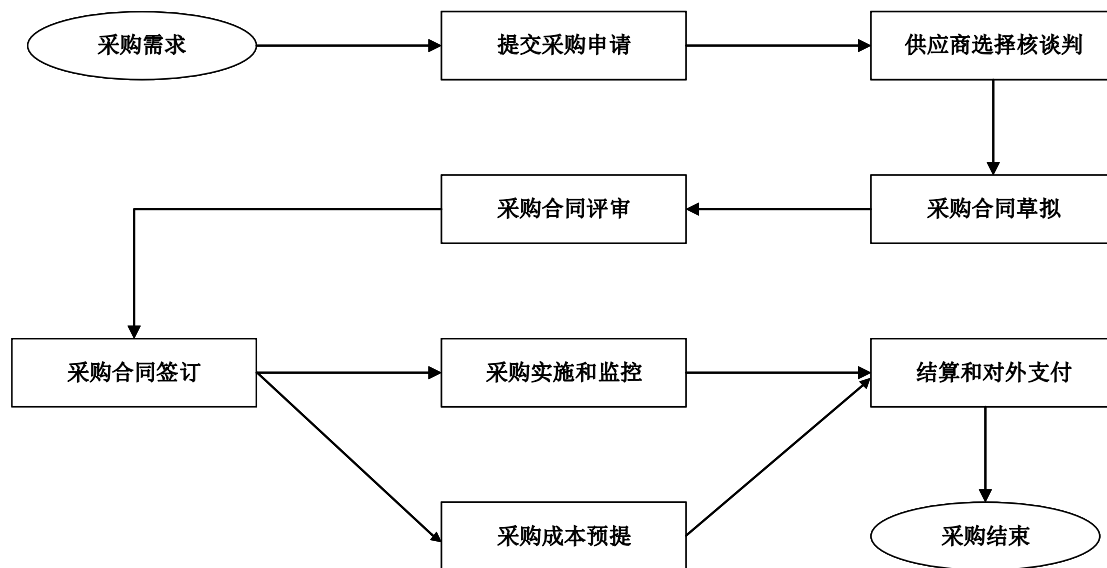 采购需求
提交采购申请
供应商选择核谈判
采购合同草拟
采购合同评审
采购合同签订
采购实施和监控
结算和对外支付
采购成本预提
采购结束